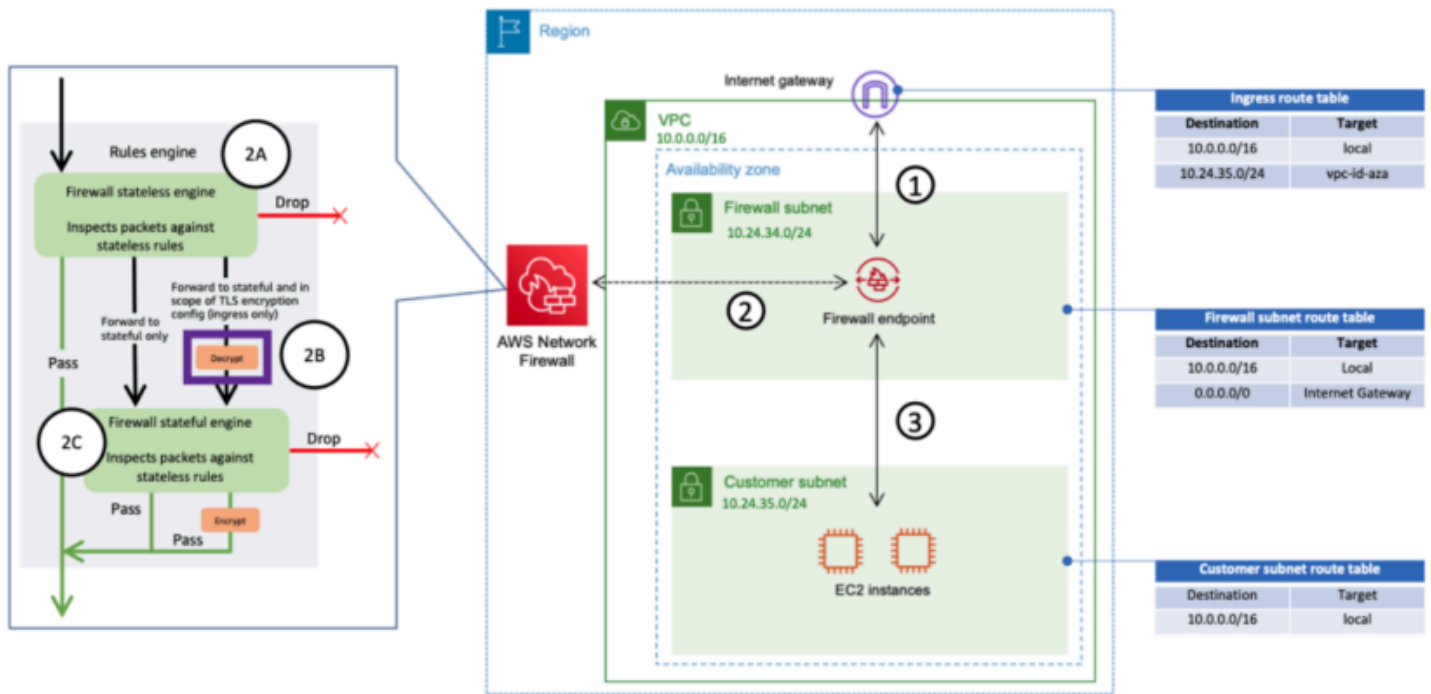 Region
Internet gateway
VPC
10.0.0.0/16
Availability zone
1
Firewall subnet
10.24.34.0/24
2
Firewall endpoint
AWS Network
Firewall
3
Customer subnet
10.24.35.0/24
EC2 instances
Rules engine
2A
Firewall stateless engine
Inspects packets against
stateless rules
Drop
Forward to stateful and in
scope of TLS encryption
config (ingress only)
Forward to
stateful only
Pass
Decrypt
2B
2C
Firewall stateful engine
Inspects packets against
stateless rules
Drop
Pass
Encrypt
Pass
Ingress route table
Destination Target
10.0.0.0/16 local
10.24.35.0/24 vpc-id-aza
Firewall subnet route table
Destination Target
10.0.0.0/16 Local
0.0.0.0/0 Internet Gateway
Customer subnet route table
Destination Target
10.0.0.0/16 local